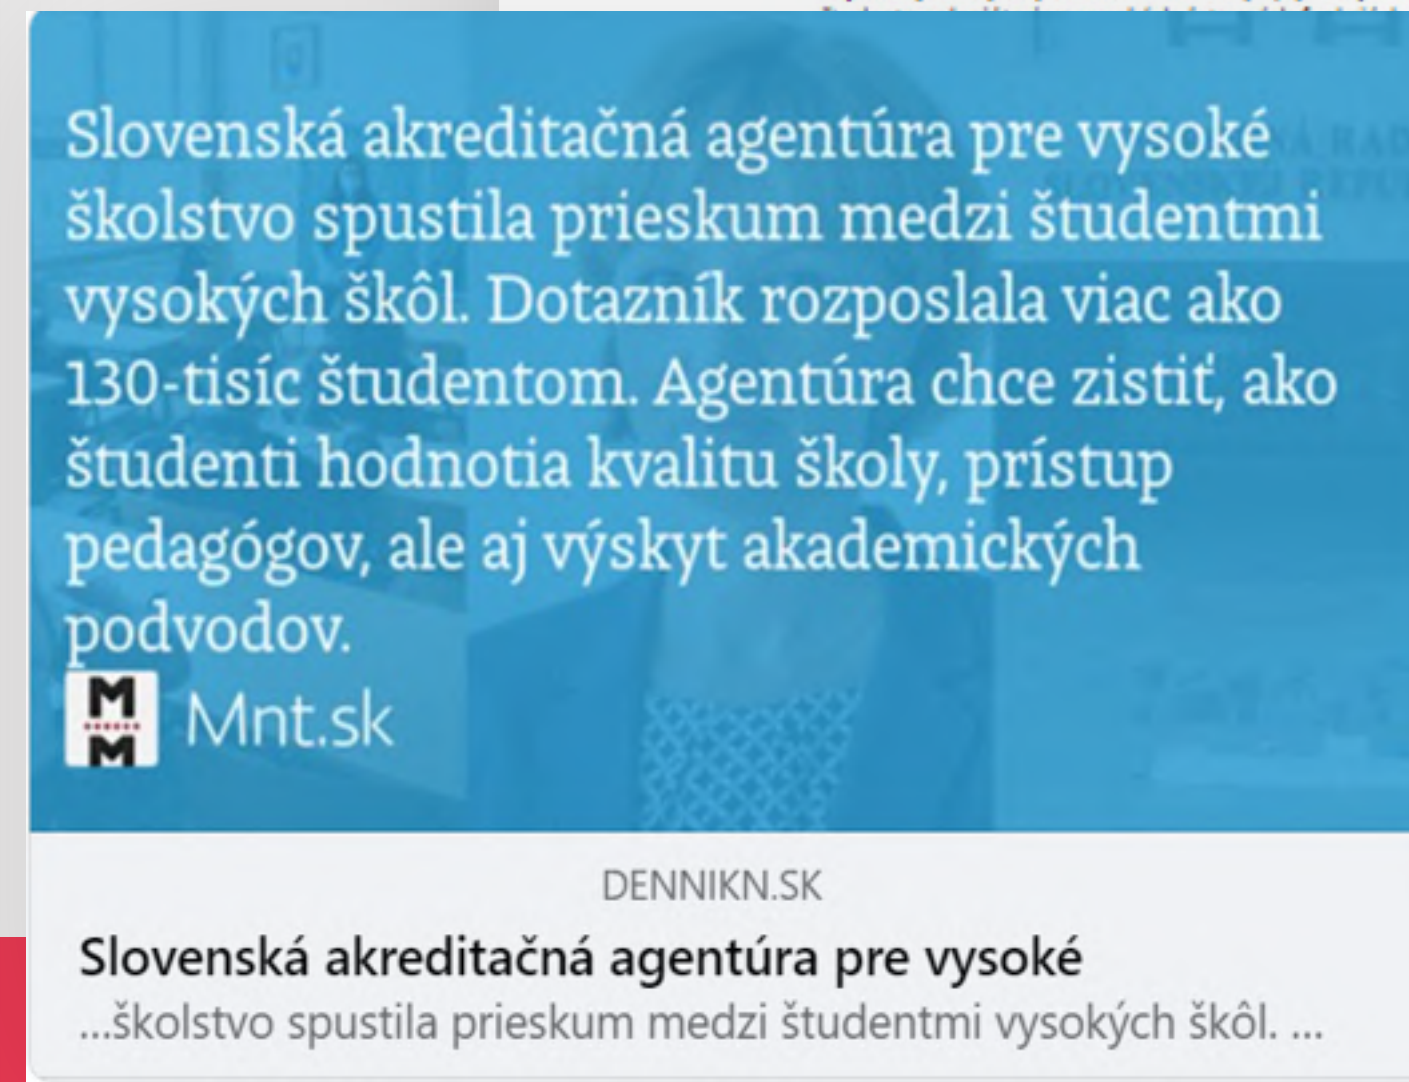 Slovenská akreditačná agentúra pre vysoké
školstvo spustila prieskum medzi študentmi
vysokých škôl. Dotazník rozposlala viac ako
130-tisíc študentom. Agentúra chce zistiť, ako
študenti hodnotia kvalitu školy, prístup
pedagógov, ale aj výskyt akademických
podvodov.
M
M
Mnt.sk
DENNIKN.SK
Slovenská akreditačná agentúra pre vysoké
...školstvo spustila prieskum medzi študentmi vysokých škôl. ...